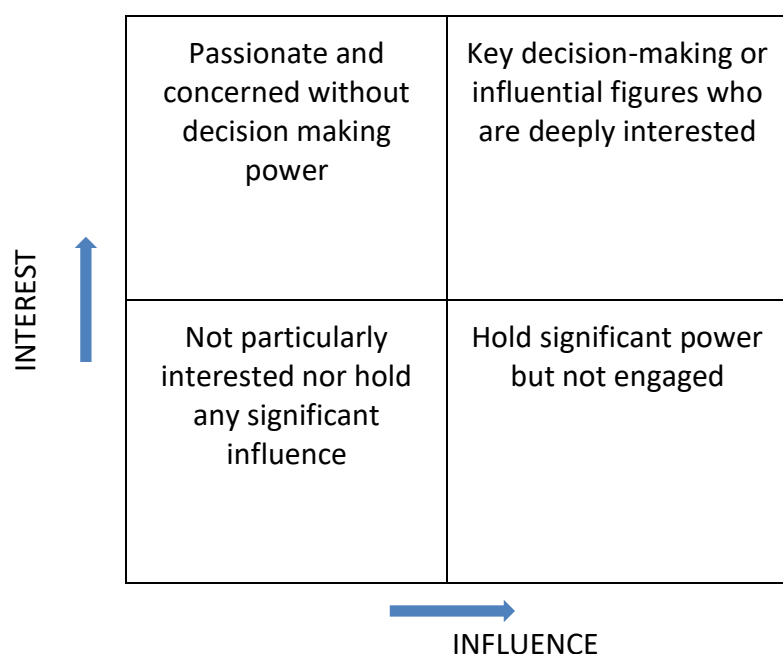 Passionate and
concerned without
decision making
power
Key decision-making or
influential figures who
are deeply interested
INTEREST
Not particularly
interested nor hold
any significant
influence
Hold significant power
but not engaged
INFLUENCE